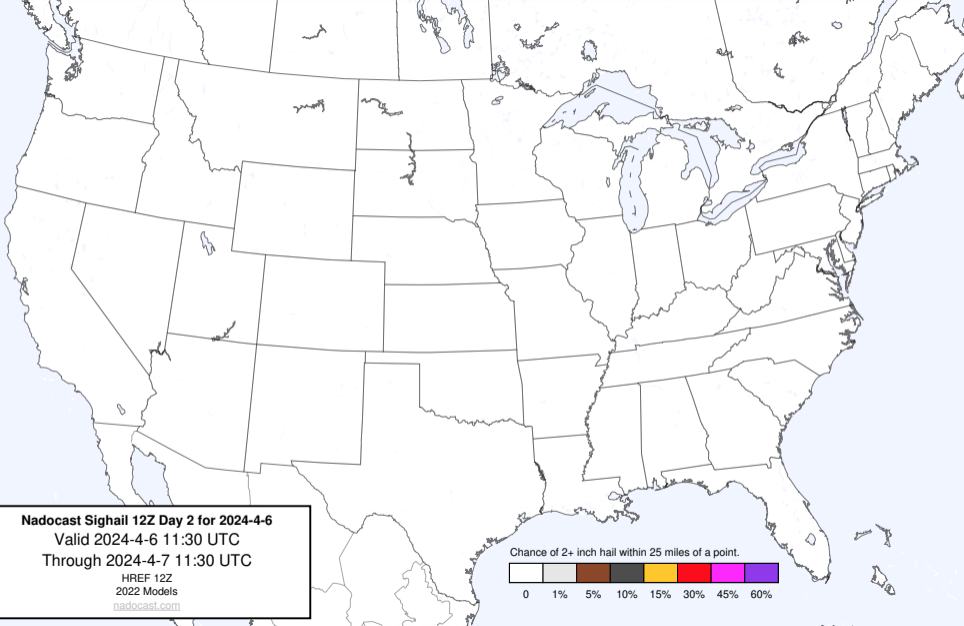 Nadocast Sighail 12Z Day 2 for 2024-4-6
Valid 2024-4-6 11:30 UTC
Through 2024-4-7 11:30 UTC
HREF 12Z
2022 Models
nadocast.com
Chance of 2+ inch hail within 25 miles of a point.
0 1% 5% 10% 15% 30% 45% 60%